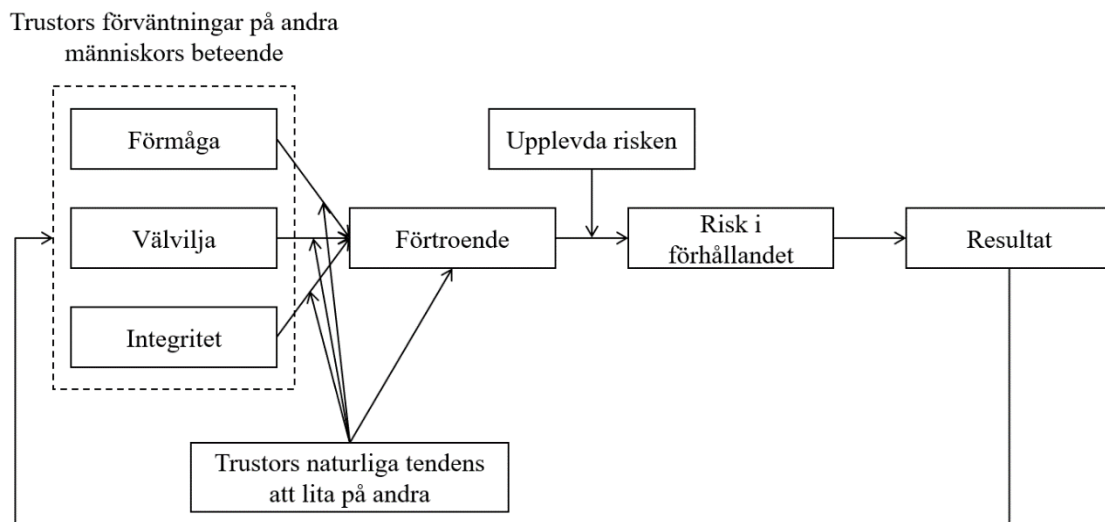 Trustors förväntningar på andra
människors beteende
Förmåga
Upplevda risken
Välvilja
Förtroende
Risk i
förhållandet
Resultat
Integritet
Trustors naturliga tendens
att lita på andra